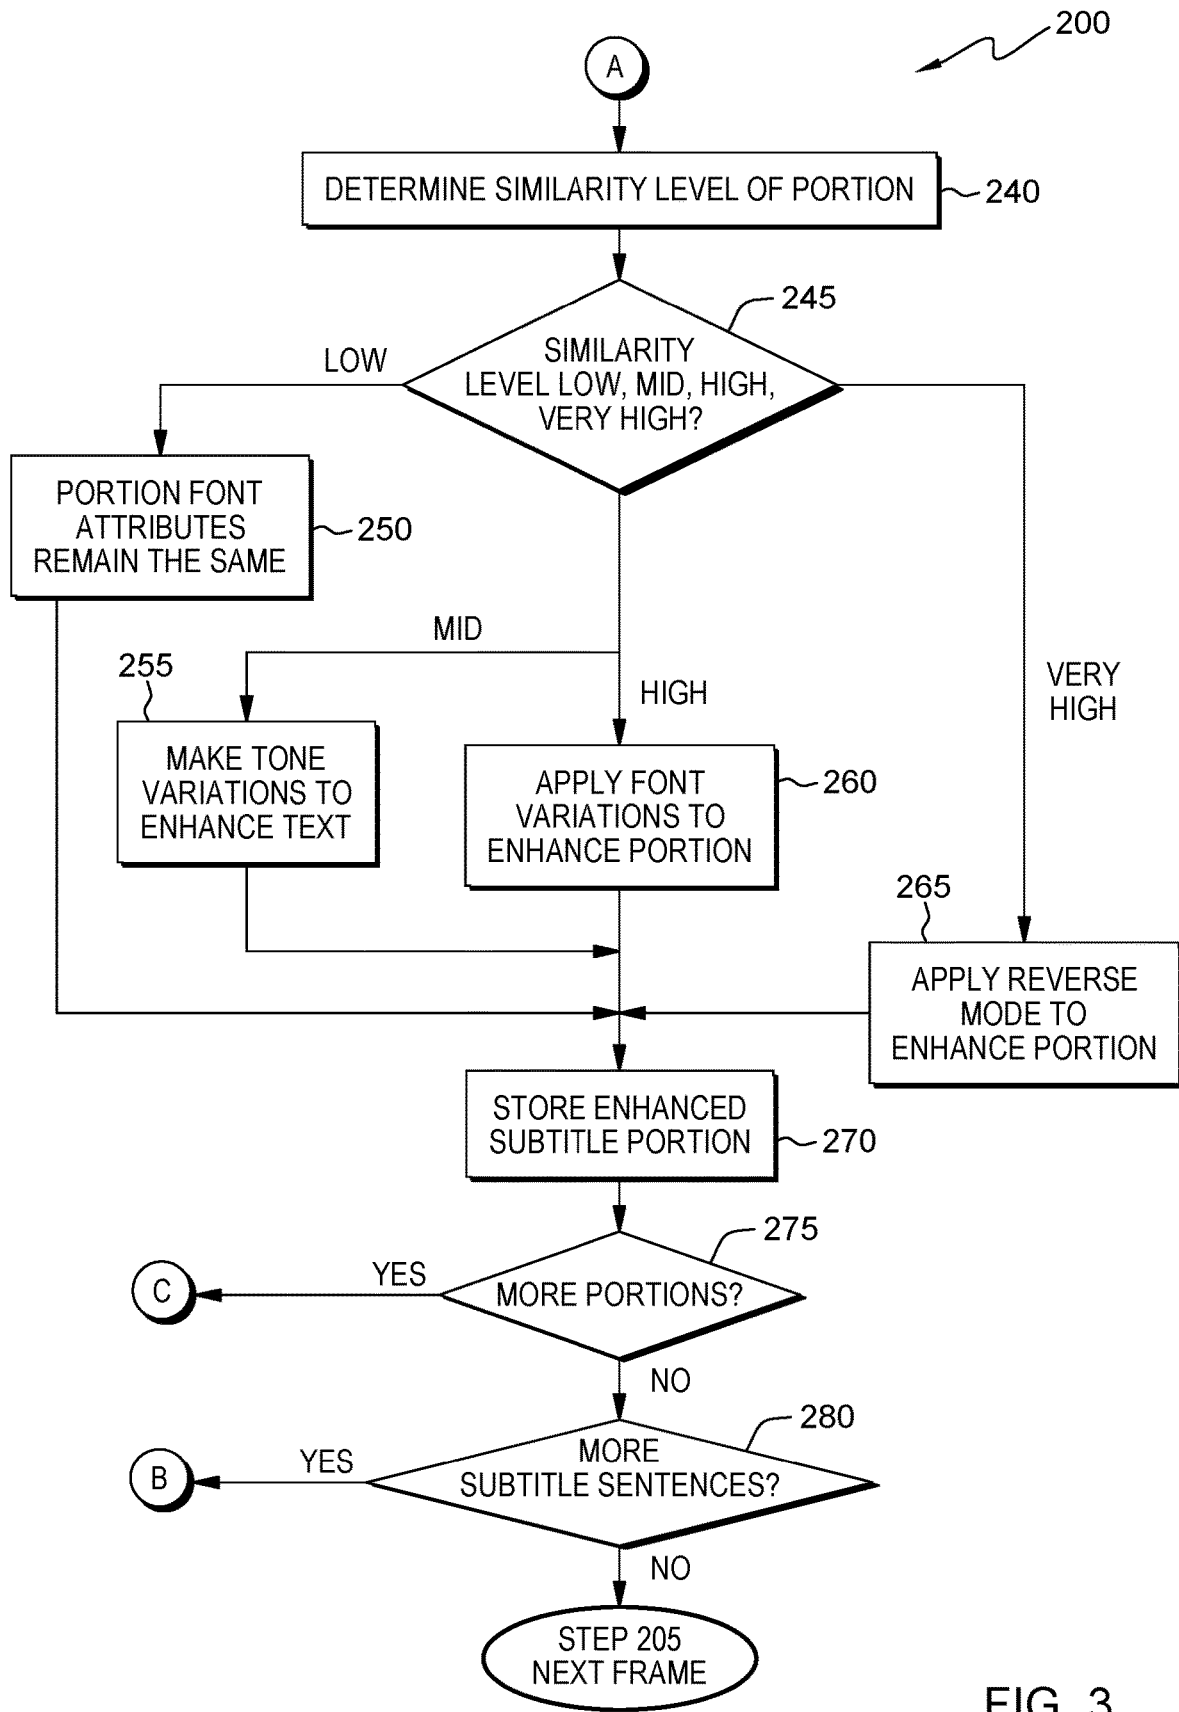 200
A
DETERMINE SIMILARITY LEVEL OF PORTION
240
245
SIMILARITY
LEVEL LOW, MID, HIGH,
VERY HIGH?
LOW
PORTION FONT
ATTRIBUTES
REMAIN THE SAME
250
MID
HIGH
VERY
HIGH
255
MAKE TONE
VARIATIONS TO
ENHANCE TEXT
APPLY FONT
VARIATIONS TO
ENHANCE PORTION
260
265
APPLY REVERSE
MODE TO
ENHANCE PORTION
STORE ENHANCED
SUBTITLE PORTION
270
275
MORE PORTIONS?
YES
C
NO
280
MORE
SUBTITLE SENTENCES?
YES
B
NO
STEP 205
NEXT FRAME
FIG. 3